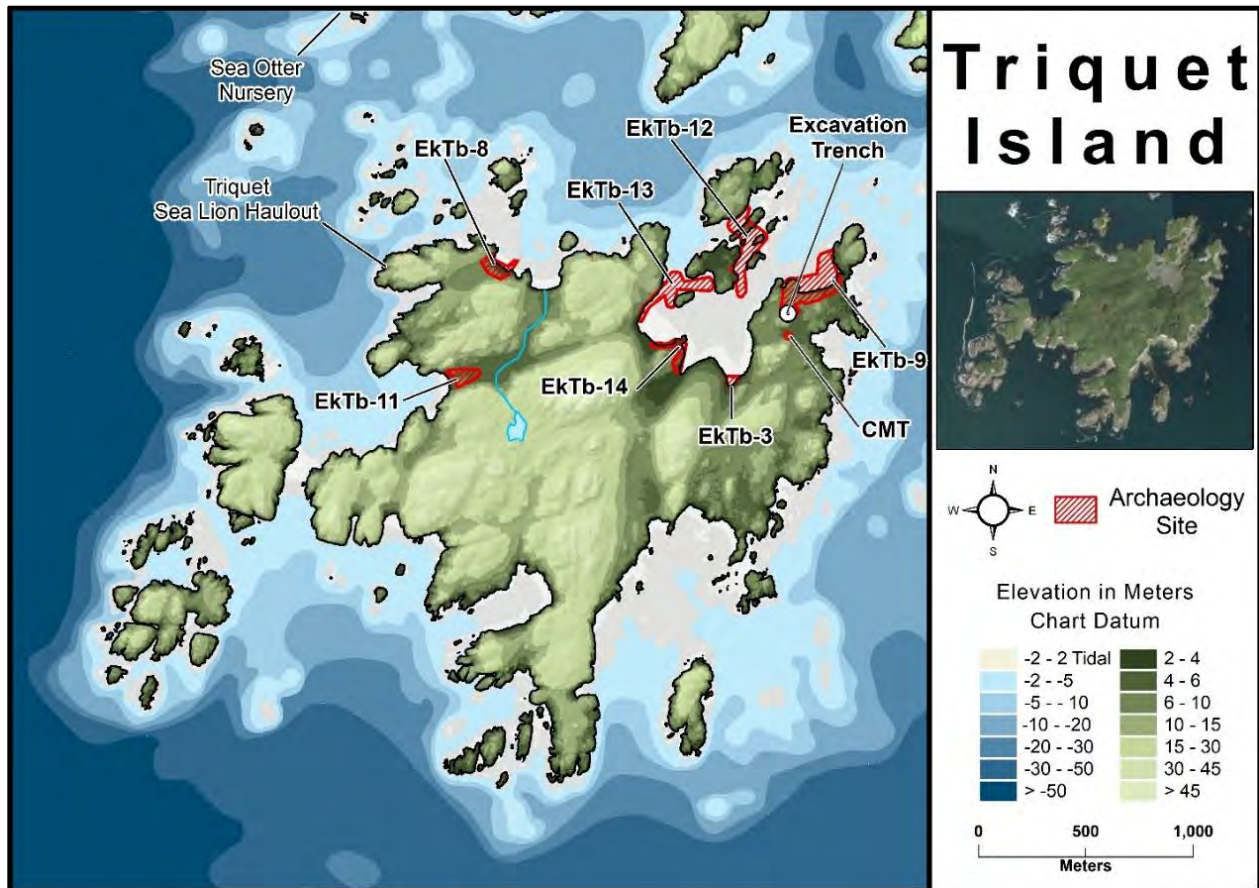 Triquet
Island
Sea Otter
Nursery
EkTb-8
Triquet
Sea Lion Haulout
EkTb-12
Excavation
Trench
EkTb-13
EkTb-11
EkTb-14
EkTb-9
EkTb-3
CMT
N
W
E
S
Archaeology
Site
Elevation in Meters
Chart Datum
-2 - 2 Tidal
-2 - -5
-5 - - 10
-10 - -20
-20 - -30
-30 - -50
> -50
2 - 4
4 - 6
6 - 10
10 - 15
15 - 30
30 - 45
> 45
0 500 1,000
Meters